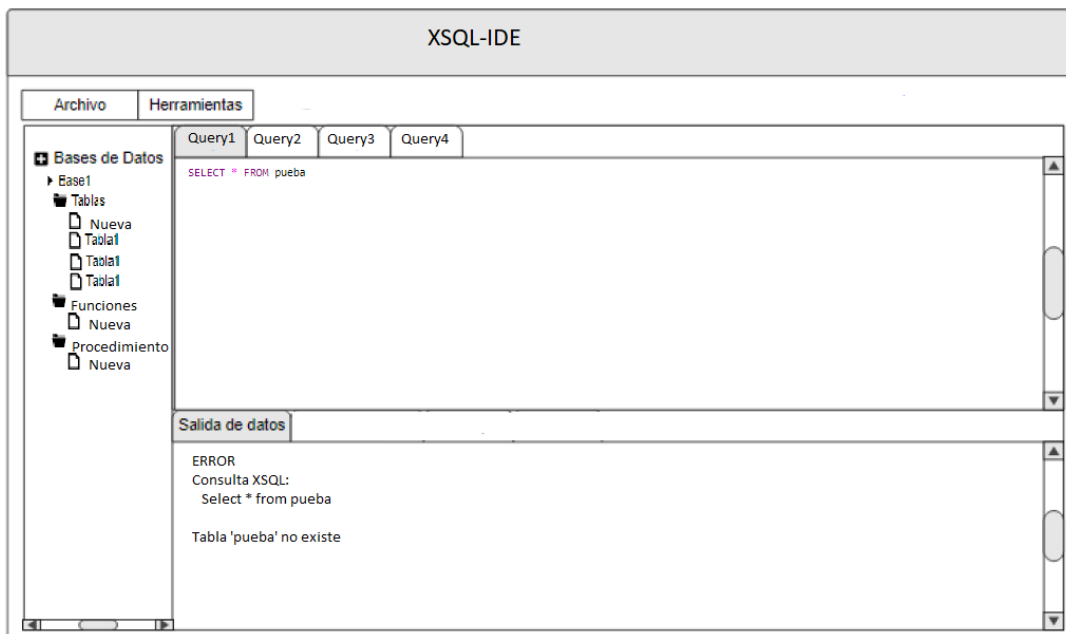 XSQL-IDE
Archivo
Herramientas
Bases de Datos
Base1
Tablas
Nueva
Tabla1
Tabla1
Tabla1
Funciones
Nueva
Procedimiento
Nueva
Query1
Query2
Query3
Query4
SELECT * FROM pueba
Salida de datos
ERROR
Consulta XSQL:
Select * from pueba
Tabla 'pueba' no existe